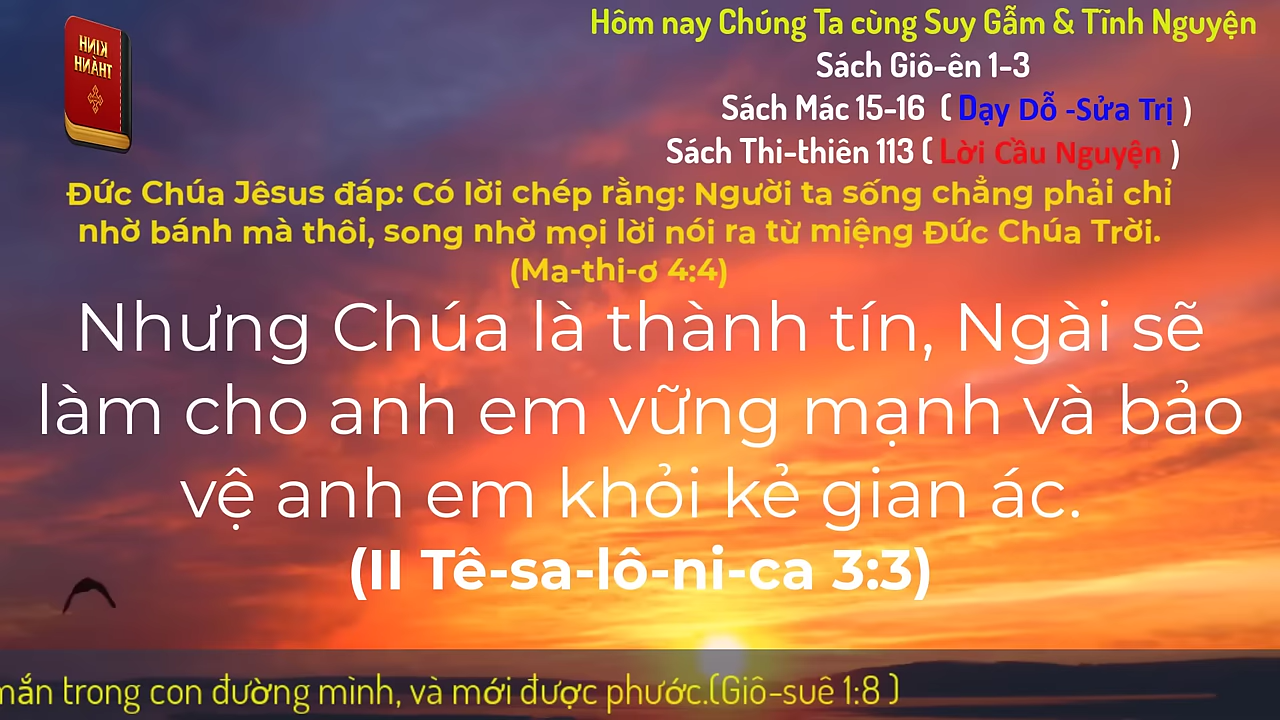 KINH
THÁNH
Hôm nay Chúng Ta cùng Suy Gẫm & Tĩnh Nguyện
Sách Giô-ên 1-3
Sách Mác 15-16 ( Dạy Dỗ -Sửa Trị )
Sách Thi-thiên 113 ( Lời Cầu Nguyện )
Đức Chúa Jêsus đáp: Có lời chép rằng: Người ta sống chẳng phải chỉ
nhờ bánh mà thôi, song nhờ mọi lời nói ra từ miệng Đức Chúa Trời.
(Ma-thi-ơ 4:4)
Nhưng Chúa là thành tín, Ngài sẽ
làm cho anh em vững mạnh và bảo
vệ anh em khỏi kẻ gian ác.
(II Tê-sa-lô-ni-ca 3:3)
mắn trong con đường mình, và mới được phước.(Giô-suê 1:8 )